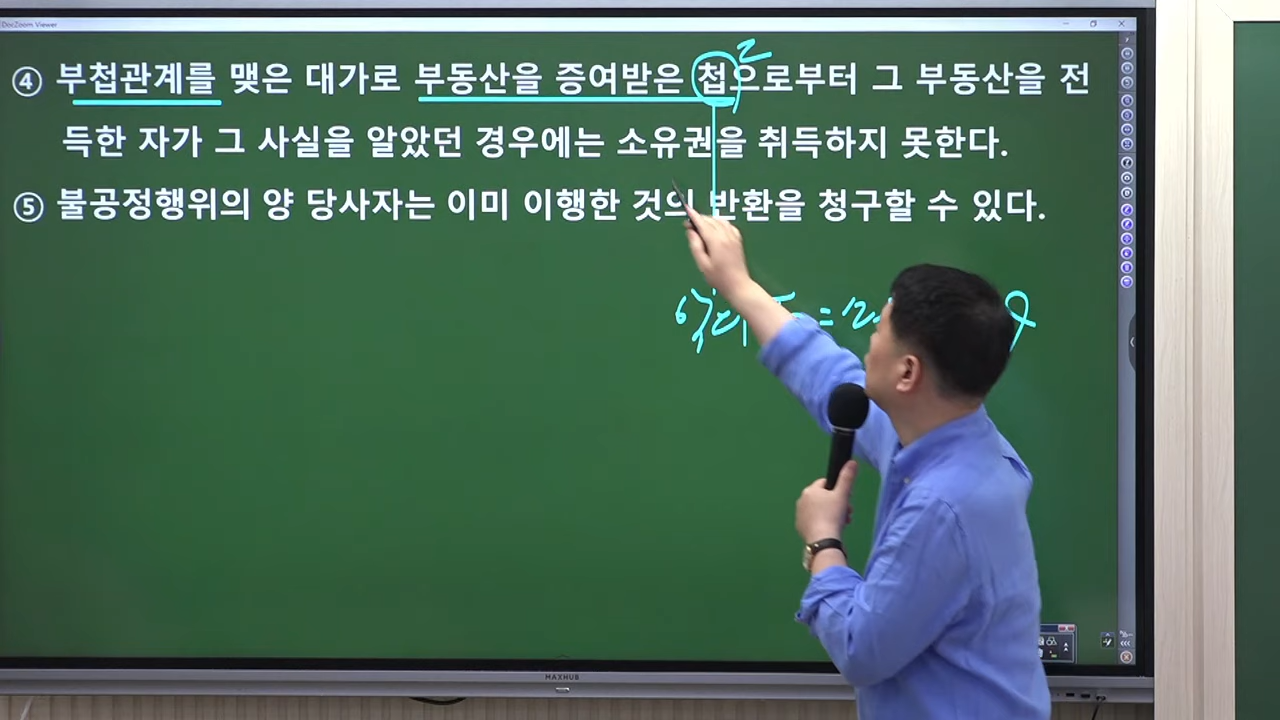 DocZoom Viewer
④ 부첩관계를 맺은 대가로 부동산을 증여받은 첩으로부터 그 부동산을 전
득한 자가 그 사실을 알았던 경우에는 소유권을 취득하지 못한다.
⑤ 불공정행위의 양 당사자는 이미 이행한 것의 반환을 청구할 수 있다.
MAXHUB